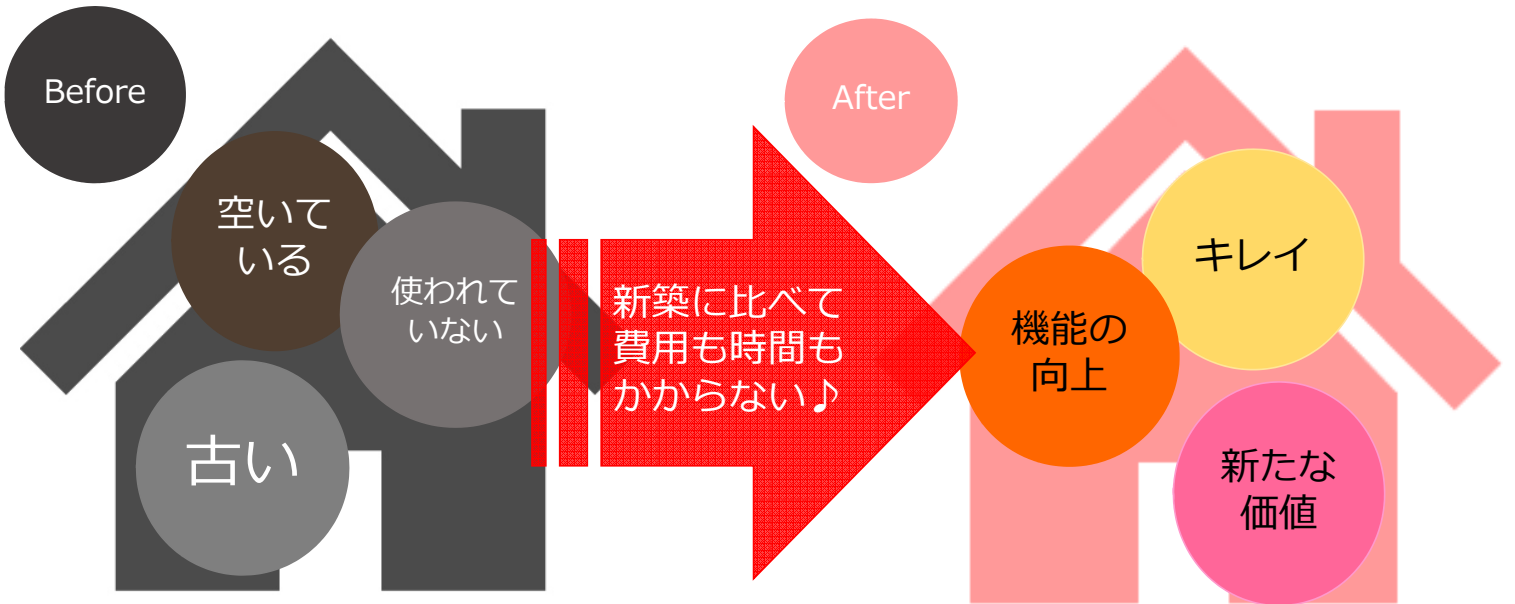 Before
空いて
いる
使われて
いない
古い
新築に比べて
費用も時間も
かからない♪
After
キレイ
機能の
向上
新たな
価値